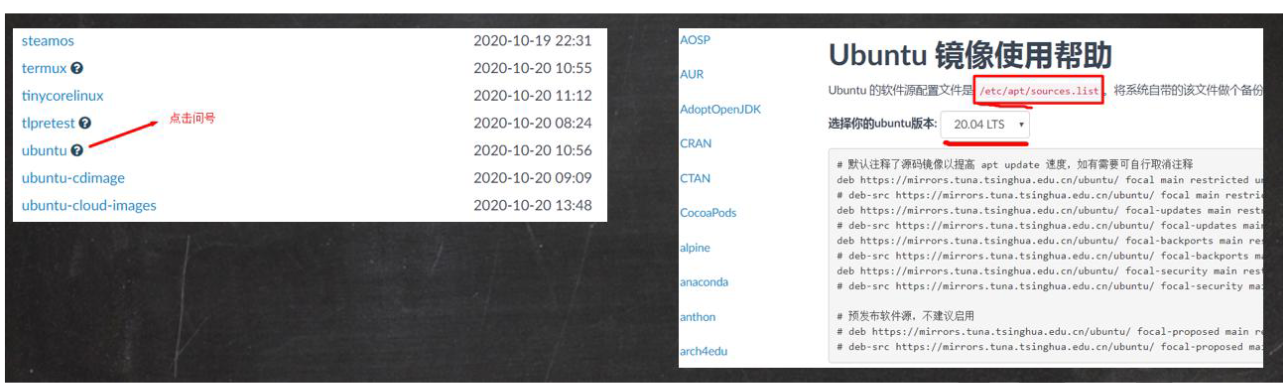 steamos 2020-10-19 22:31
termux 2020-10-20 10:55
tinycorelinux 2020-10-20 11:12
tlpretest 2020-10-20 08:24
点击问号
ubuntu 2020-10-20 10:56
ubuntu-cdimage 2020-10-20 09:09
ubuntu-cloud-images 2020-10-20 13:48
AOSP
AUR
AdoptOpenJDK
CRAN
CTAN
CocoaPods
alpine
anaconda
anthon
arch4edu
Ubuntu 镜像使用帮助
Ubuntu 的软件源配置文件是 /etc/apt/sources.list。将系统自带的该文件做个备份
选择你的ubuntu版本: 20.04 LTS
# 默认注释了源码镜像以提高 apt update 速度，如有需要可自行取消注释
deb https://mirrors.tuna.tsinghua.edu.cn/ubuntu/ focal main restricted
# deb-src https://mirrors.tuna.tsinghua.edu.cn/ubuntu/ focal main
deb https://mirrors.tuna.tsinghua.edu.cn/ubuntu/ focal-updates main
# deb-src https://mirrors.tuna.tsinghua.edu.cn/ubuntu/ focal-updates
deb https://mirrors.tuna.tsinghua.edu.cn/ubuntu/ focal-backports main
# deb-src https://mirrors.tuna.tsinghua.edu.cn/ubuntu/ focal-backports
deb https://mirrors.tuna.tsinghua.edu.cn/ubuntu/ focal-security main
# deb-src https://mirrors.tuna.tsinghua.edu.cn/ubuntu/ focal-security
# 预发布软件源，不建议启用
# deb https://mirrors.tuna.tsinghua.edu.cn/ubuntu/ focal-proposed main
# deb-src https://mirrors.tuna.tsinghua.edu.cn/ubuntu/ focal-proposed